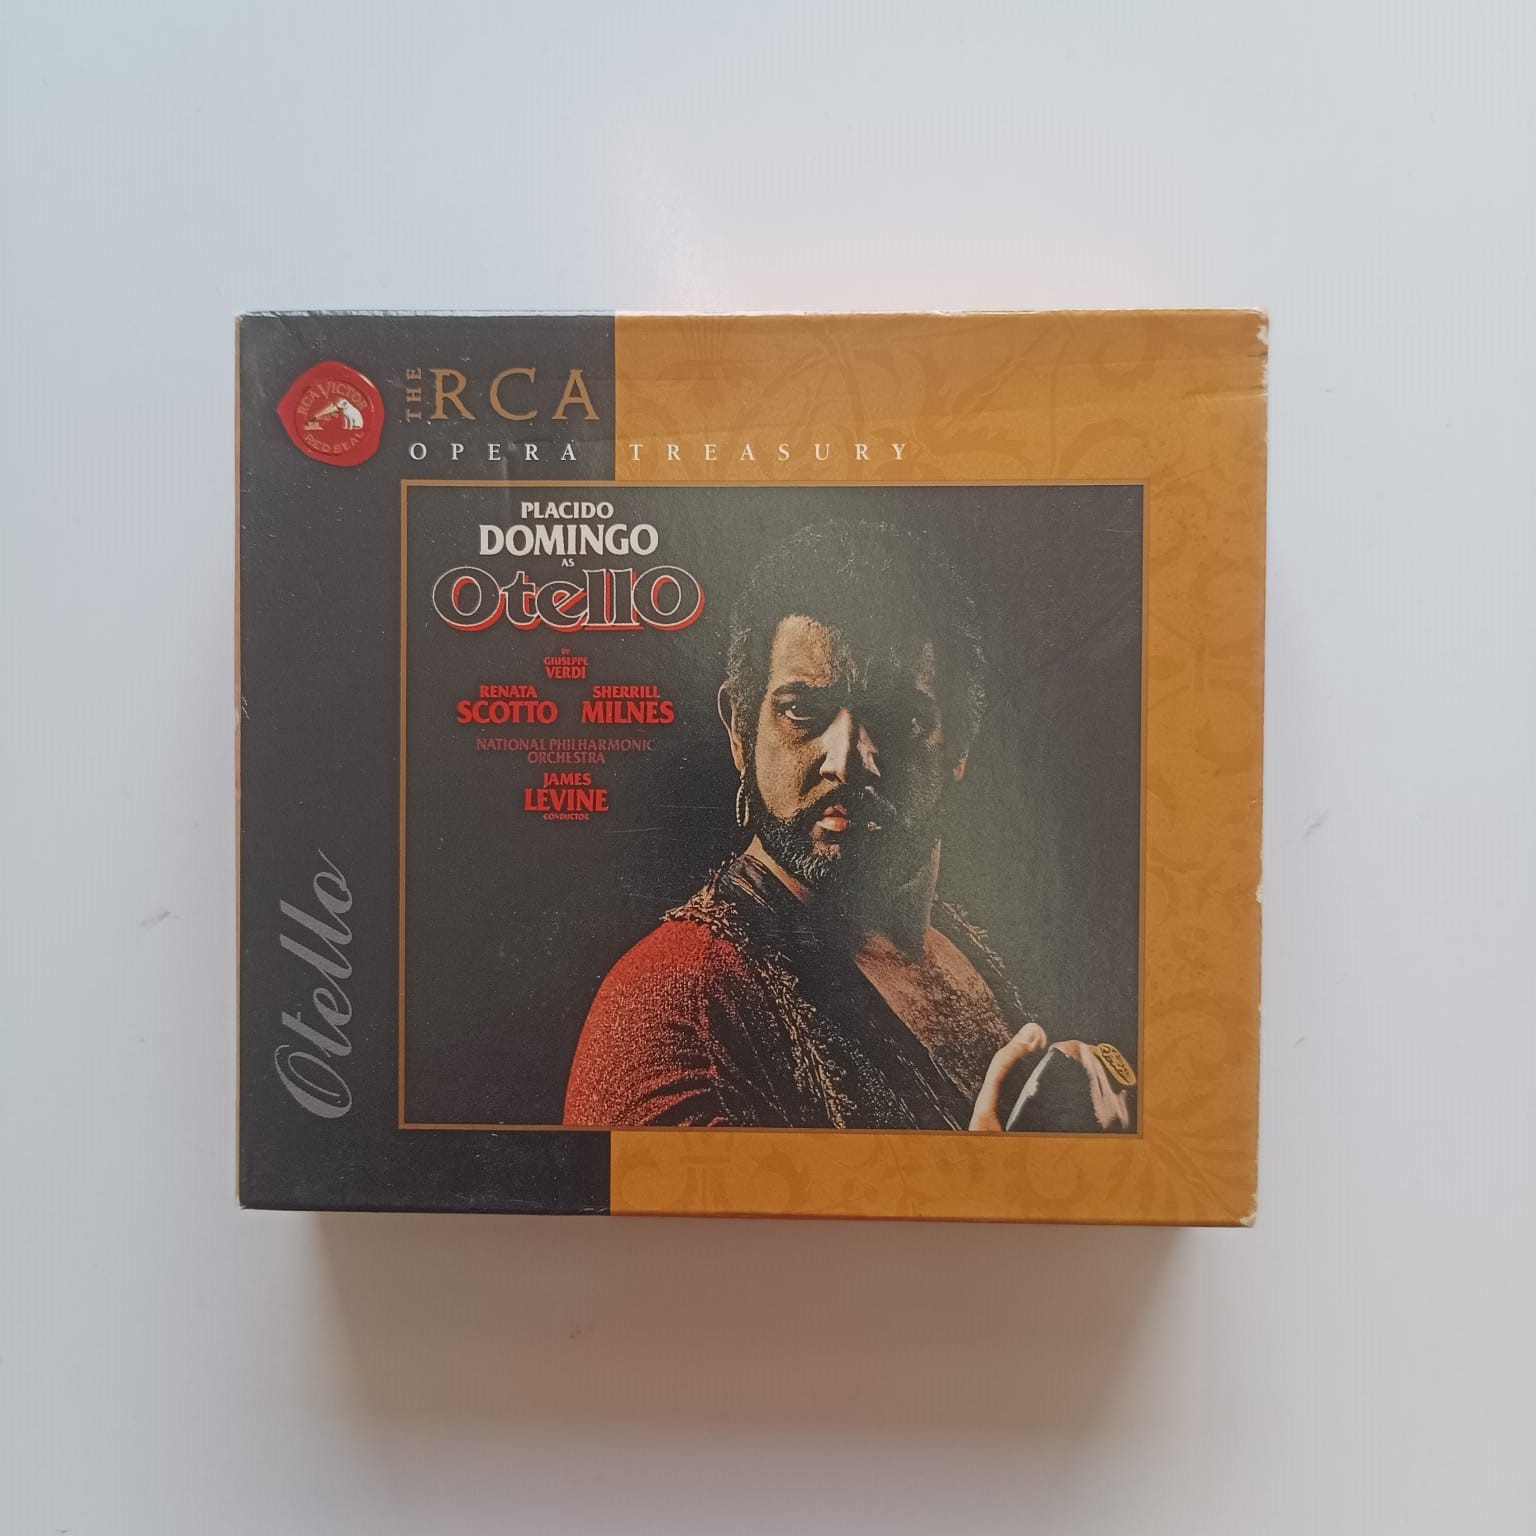 RCA VICTOR
RED SEAL
THE RCA
OPERA TREASURY
PLACIDO
DOMINGO
AS
Otello
BY
GIUSEPPE
VERDI
RENATA SHERRILL
SCOTTO MILNES
NATIONAL PHILHARMONIC
ORCHESTRA
JAMES
LEVINE
CONDUCTOR
Otello